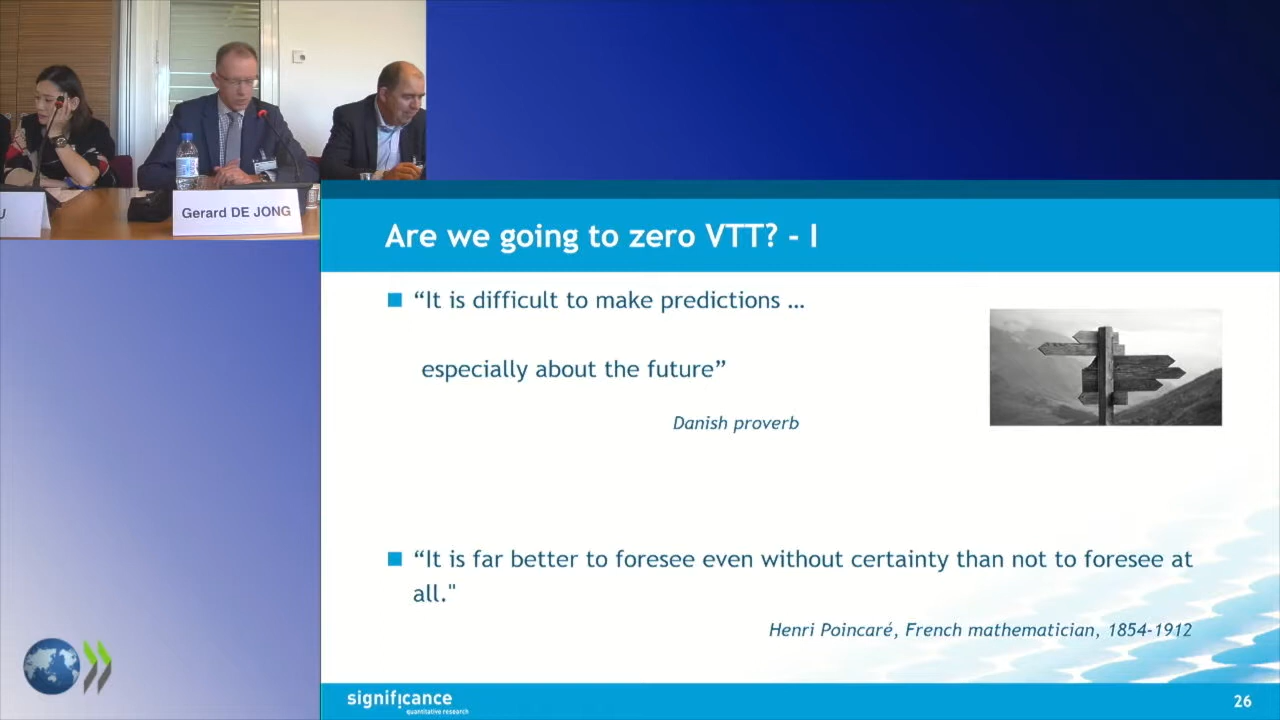 U
Gerard DE JONG
Are we going to zero VTT? - I
“It is difficult to make predictions …
especially about the future”
Danish proverb
“It is far better to foresee even without certainty than not to foresee at
all."
Henri Poincaré, French mathematician, 1854-1912
significance
quantitative research
26